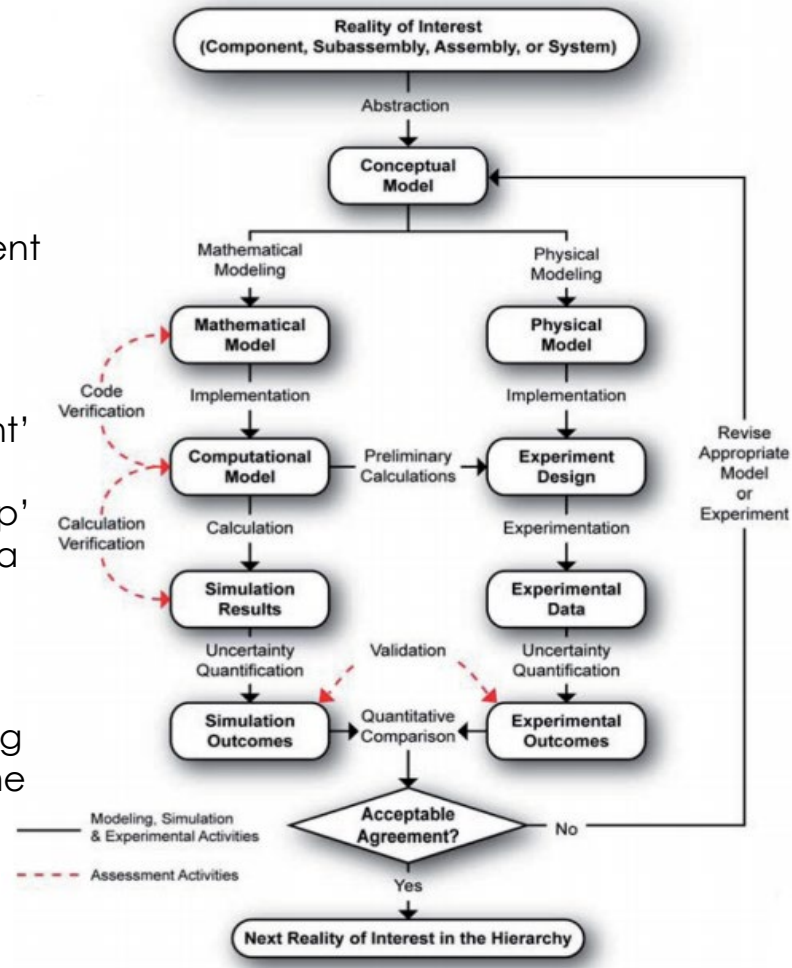 Reality of Interest
(Component, Subassembly, Assembly, or System)
Abstraction
Conceptual
Model
ent
Mathematical
Modeling
Physical
Modeling
Mathematical
Model
Physical
Model
Code
Verification
Implementation
Implementation
nt'
Computational
Model
Preliminary
Calculations
Experiment
Design
Revise
Appropriate
Model
or
Experiment
p'
a
Calculation
Verification
Calculation
Experimentation
Simulation
Results
Experimental
Data
Uncertainty
Quantification
Validation
Uncertainty
Quantification
g
ne
Simulation
Outcomes
Quantitative
Comparison
Experimental
Outcomes
Modeling, Simulation
& Experimental Activities
Acceptable
Agreement?
No
Assessment Activities
Yes
Next Reality of Interest in the Hierarchy